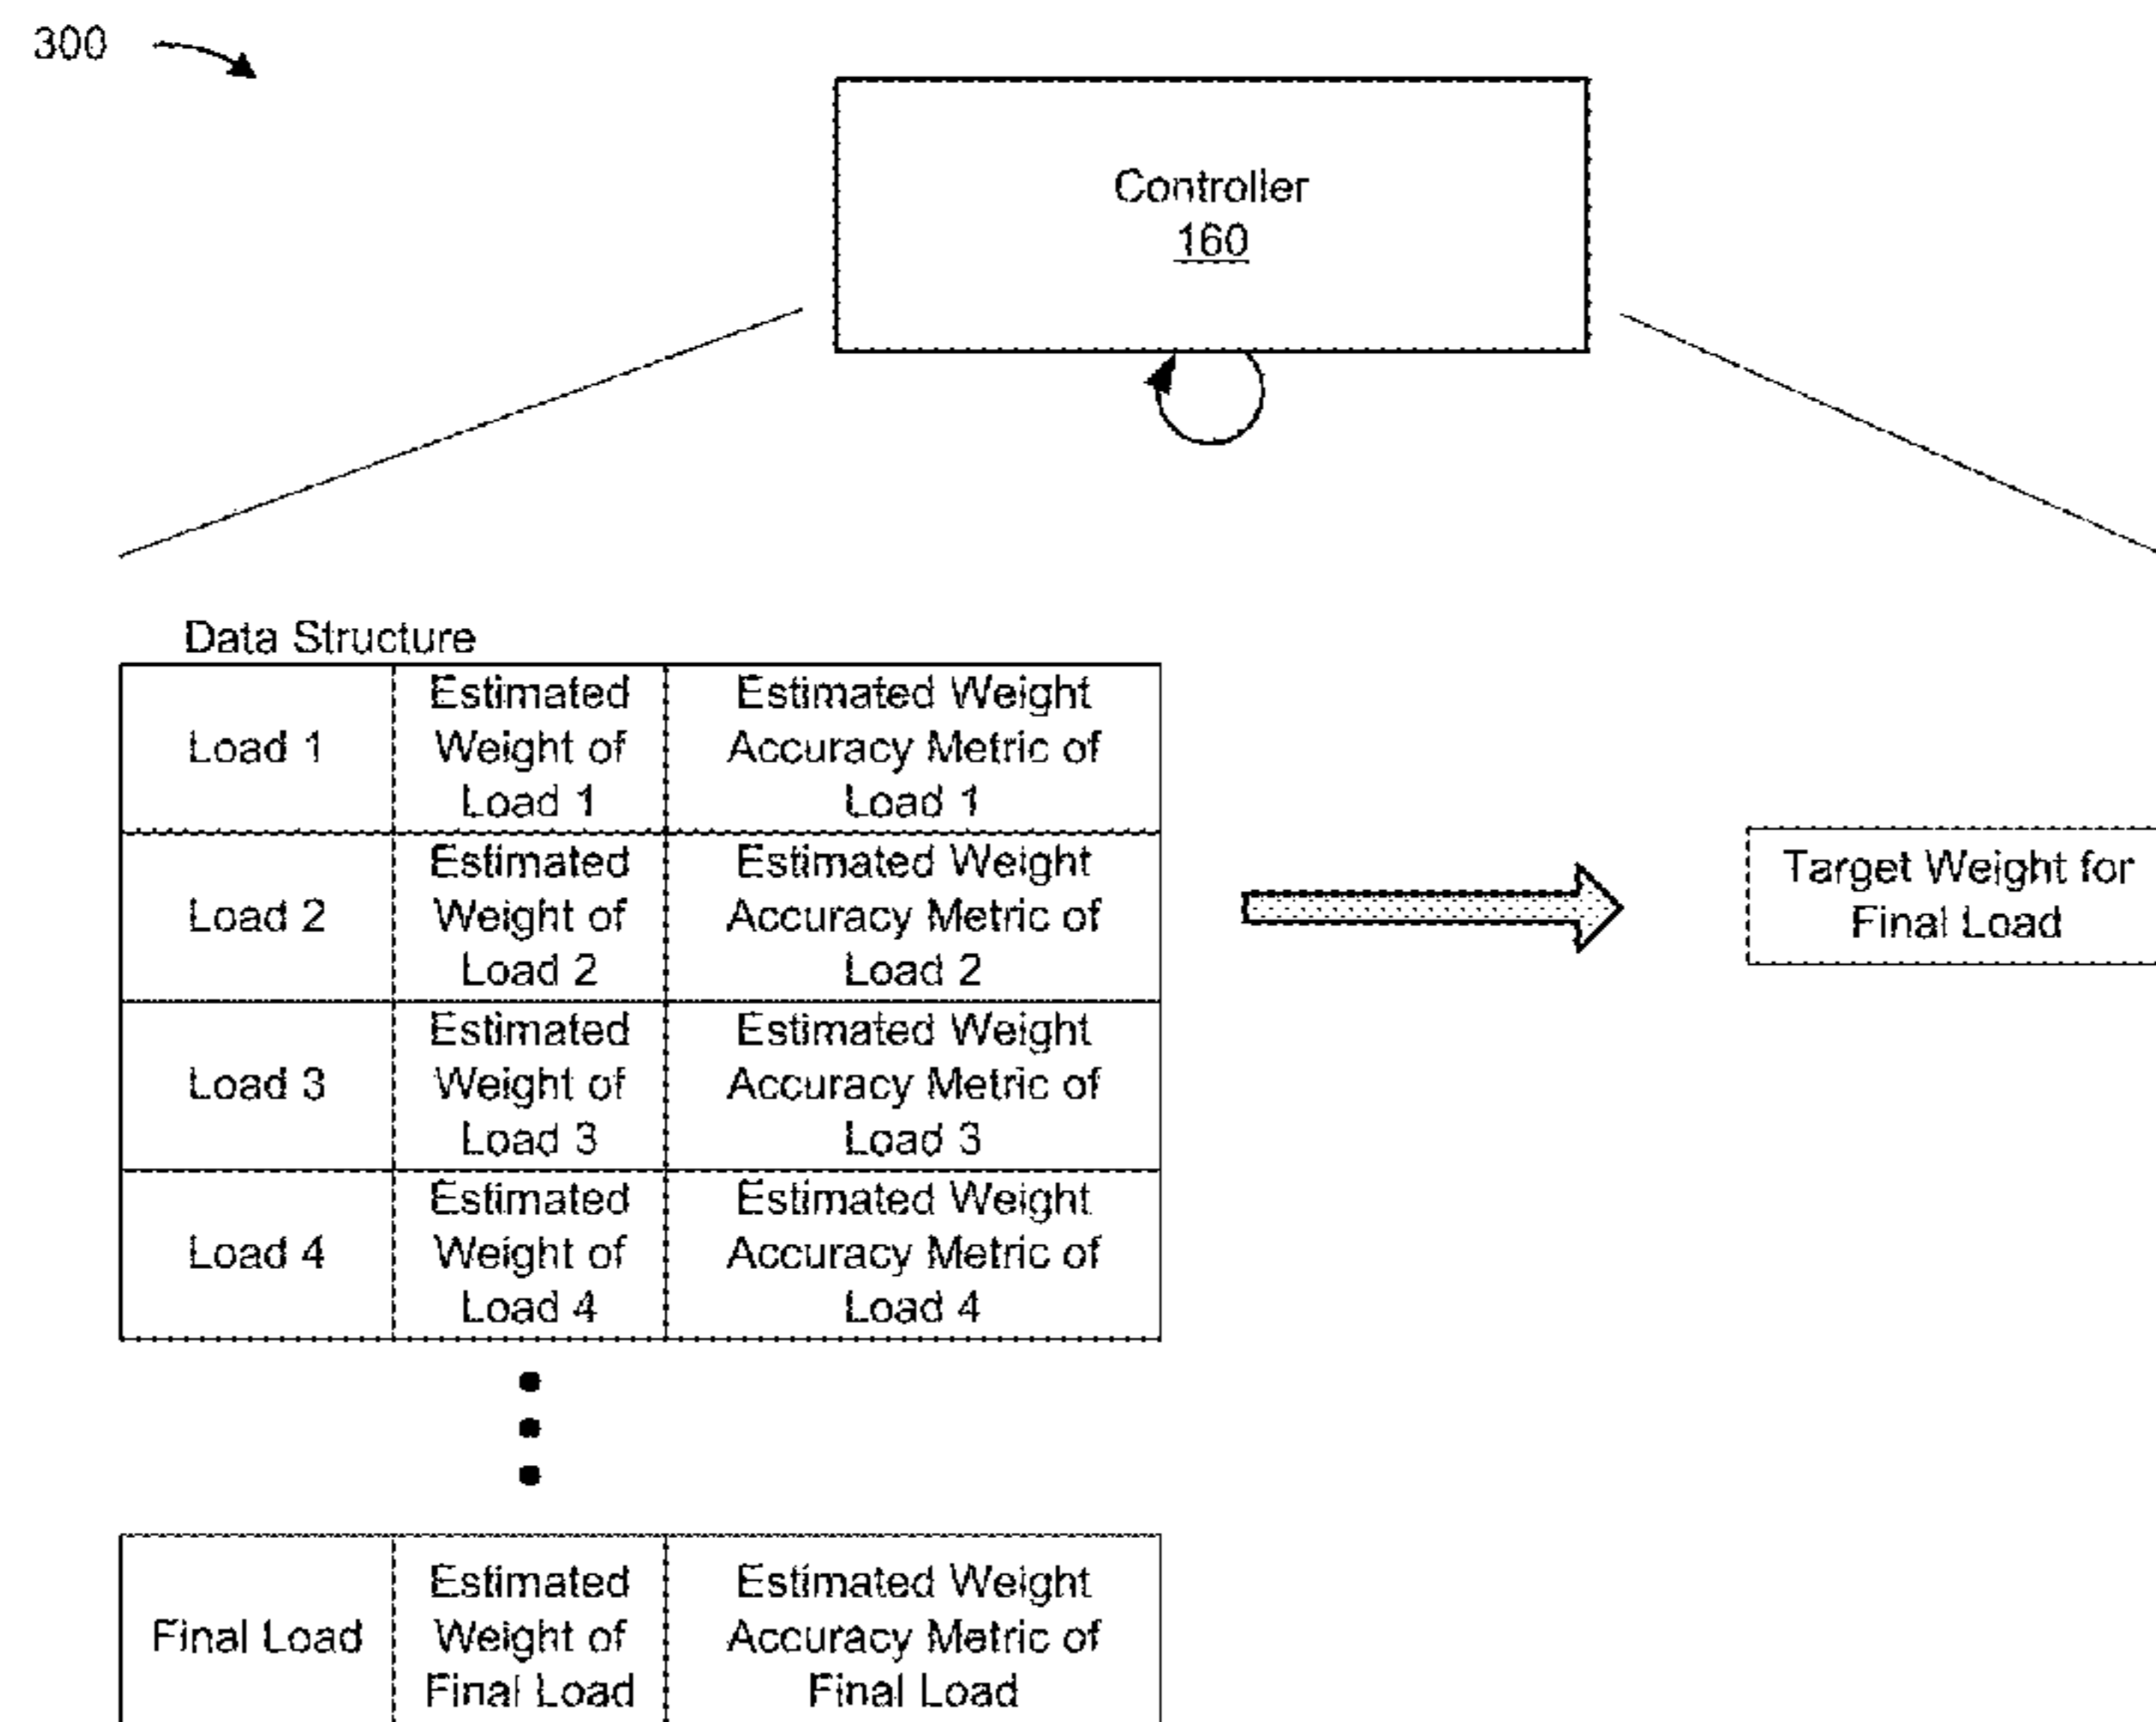 300
Controller
160
Data Structure
Load 1
Estimated
Weight of
Load 1
Estimated Weight
Accuracy Metric of
Load 1
Load 2
Estimated
Weight of
Load 2
Estimated Weight
Accuracy Metric of
Load 2
Load 3
Estimated
Weight of
Load 3
Estimated Weight
Accuracy Metric of
Load 3
Load 4
Estimated
Weight of
Load 4
Estimated Weight
Accuracy Metric of
Load 4
Final Load
Estimated
Weight of
Final Load
Estimated Weight
Accuracy Metric of
Final Load
Target Weight for
Final Load